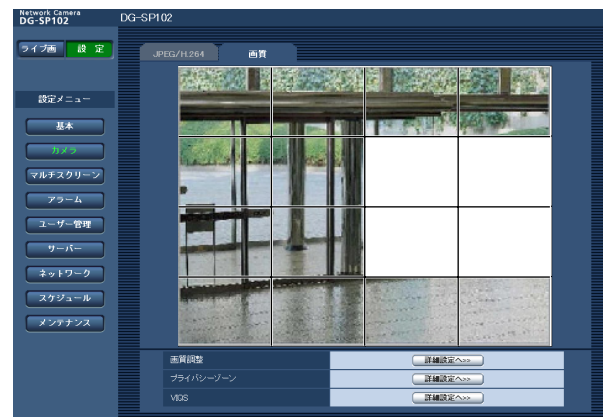 Network Camera
DG-SP102
DG-SP102
ライブ画
設 定
JPEG/H.264
画質
設定メニュー
基本
カメラ
マルチスクリーン
アラーム
ユーザー管理
サーバー
ネットワーク
スケジュール
メンテナンス
画質調整
詳細設定へ>>
プライバシーゾーン
詳細設定へ>>
VIQS
詳細設定へ>>